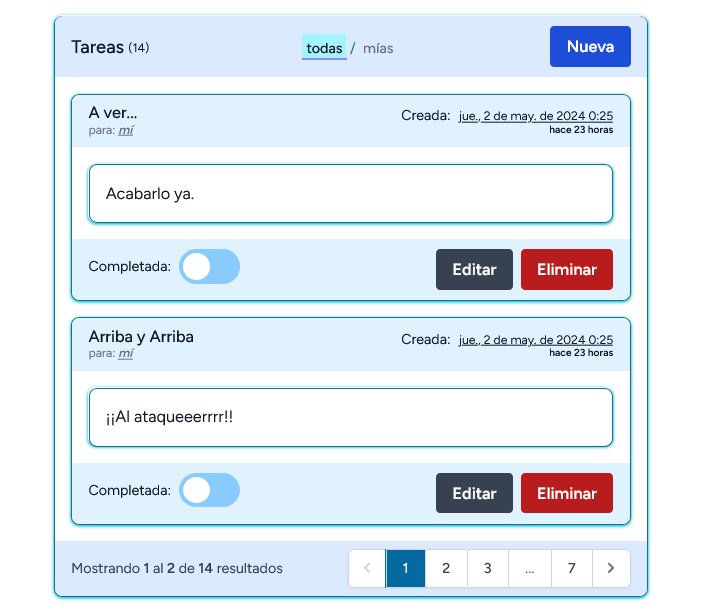 Tareas (14) todas / mías Nueva
A ver... Creada: jue., 2 de may. de 2024 0:25
para: mí hace 23 horas
Acabarlo ya.
Completada: Editar Eliminar
Arriba y Arriba Creada: jue., 2 de may. de 2024 0:25
para: mí hace 23 horas
¡¡Al ataqueeerrrr!!
Completada: Editar Eliminar
Mostrando 1 al 2 de 14 resultados < 1 2 3 ... 7 >